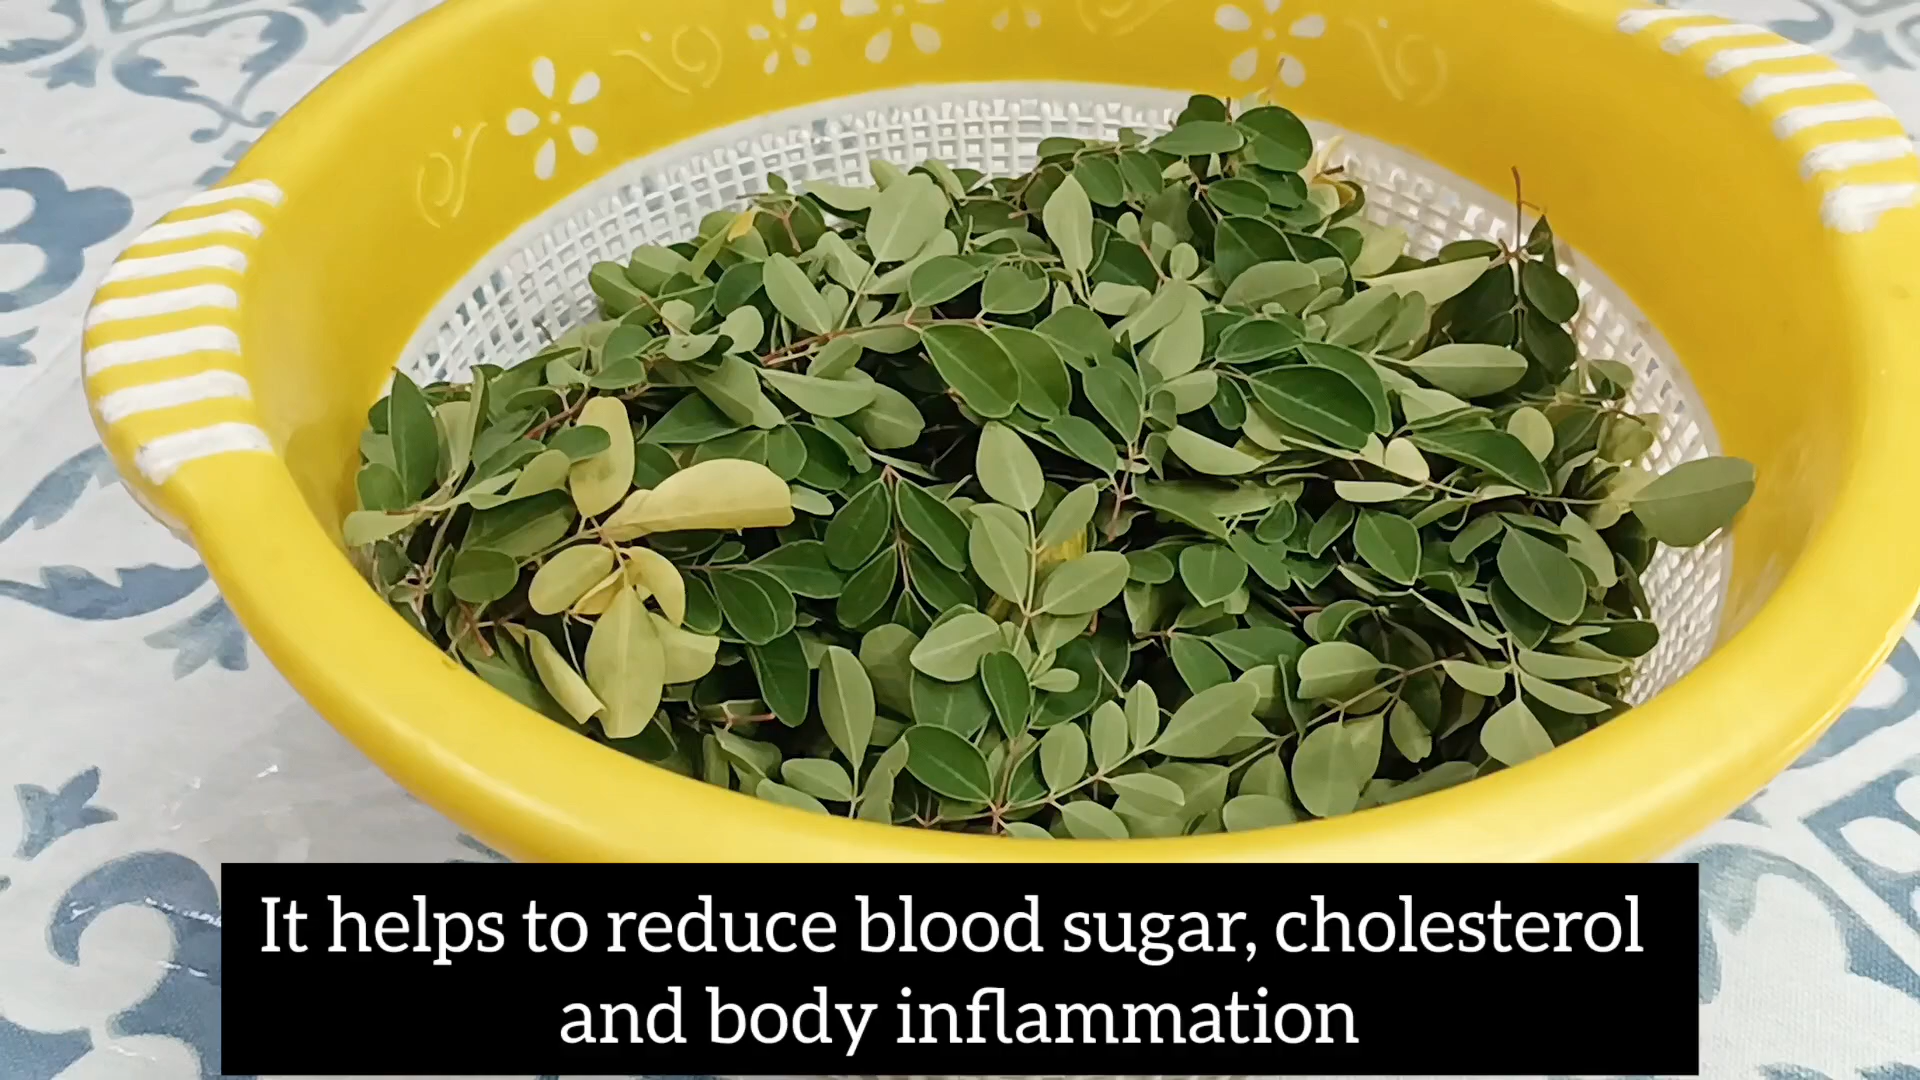 It helps to reduce blood sugar, cholesterol
and body inflammation